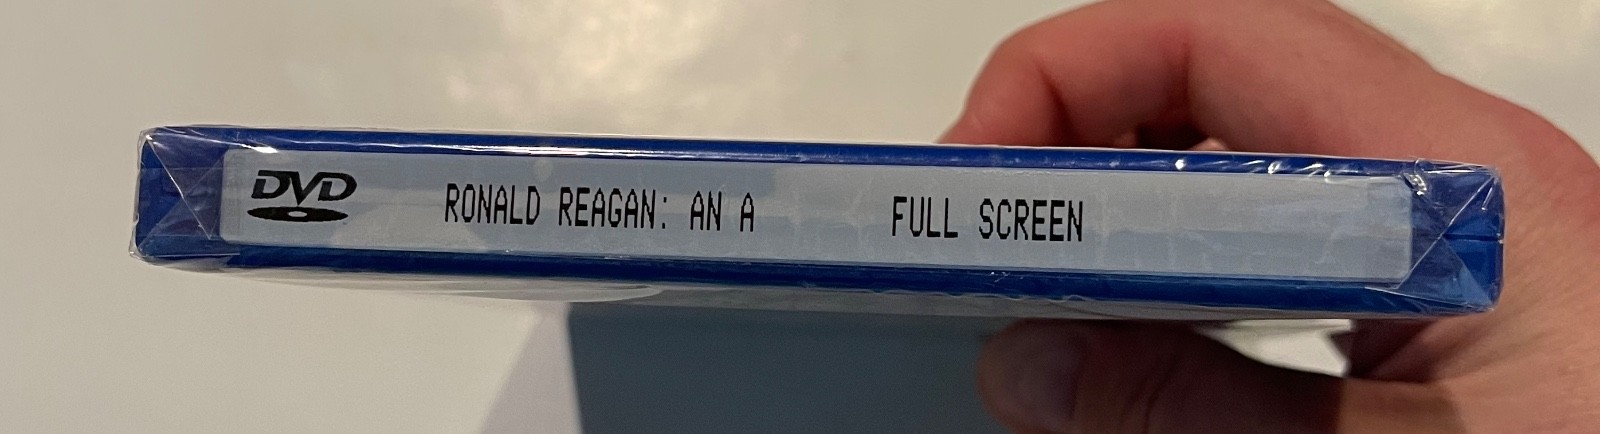 DVD RONALD REAGAN: AN A FULL SCREEN